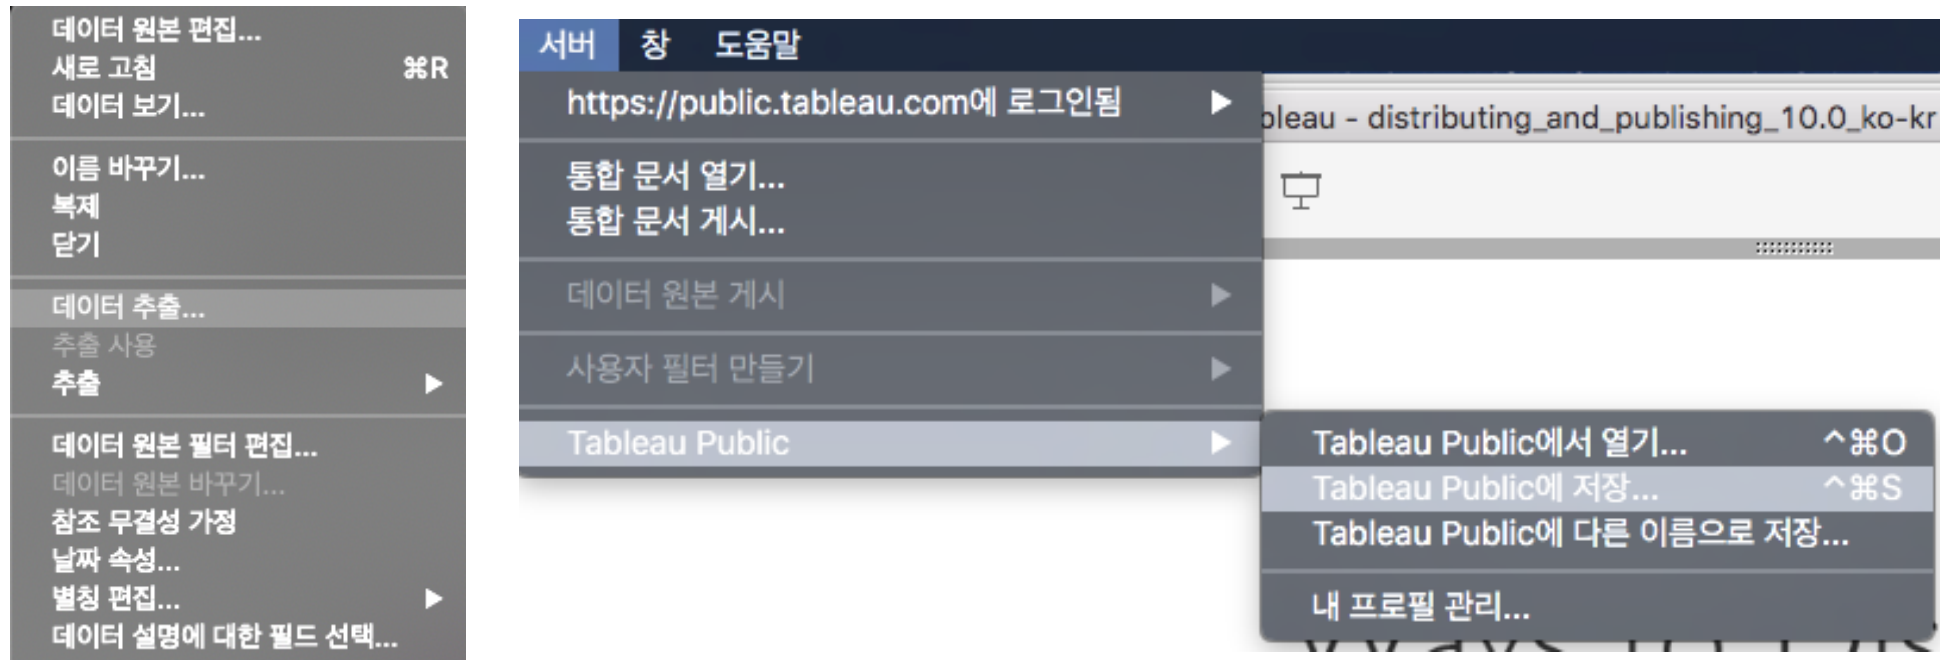 데이터 원본 편집...
새로 고침 ⌘R
데이터 보기...
이름 바꾸기...
복제
닫기
데이터 추출...
추출 사용
추출 ▶
데이터 원본 필터 편집...
데이터 원본 바꾸기...
참조 무결성 가정
날짜 속성...
별칭 편집... ▶
데이터 설명에 대한 필드 선택...
서버 창 도움말
https://public.tableau.com에 로그인됨 ▶
통합 문서 열기...
통합 문서 게시...
데이터 원본 게시 ▶
사용자 필터 만들기 ▶
Tableau Public ▶
bleau - distributing_and_publishing_10.0_ko-kr
Tableau Public에서 열기... ^⌘O
Tableau Public에 저장... ^⌘S
Tableau Public에 다른 이름으로 저장...
내 프로필 관리...